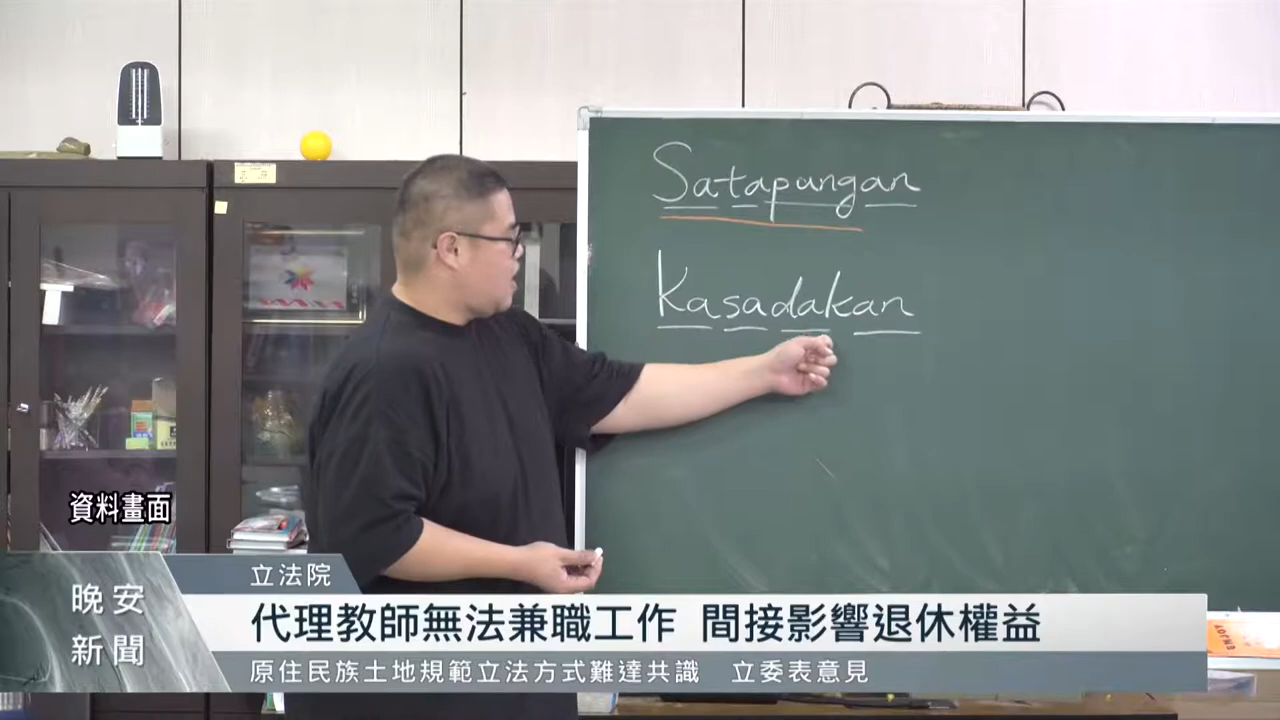 Satapungan
Kasadakan
資料畫面
晚安
新聞
立法院
代理教師無法兼職工作 間接影響退休權益
原住民族土地規範立法方式難達共識 立委表意見